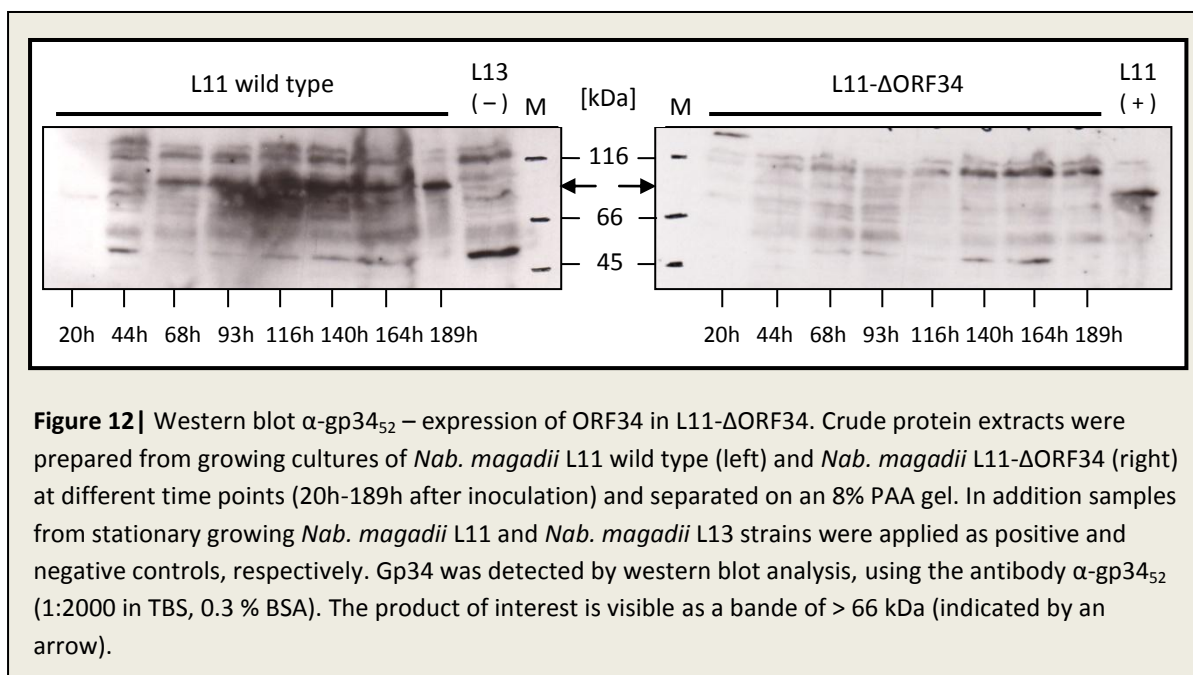 L11 wild type
L13
( – )
M
[kDa]
M
L11-ΔORF34
L11
( + )
116
66
45
20h 44h 68h 93h 116h 140h 164h 189h
20h 44h 68h 93h 116h 140h 164h 189h
Figure 12| Western blot α-gp34₅₂ – expression of ORF34 in L11-ΔORF34. Crude protein extracts were
prepared from growing cultures of Nab. magadii L11 wild type (left) and Nab. magadii L11-ΔORF34 (right)
at different time points (20h-189h after inoculation) and separated on an 8% PAA gel. In addition samples
from stationary growing Nab. magadii L11 and Nab. magadii L13 strains were applied as positive and
negative controls, respectively. Gp34 was detected by western blot analysis, using the antibody α-gp34₅₂
(1:2000 in TBS, 0.3 % BSA). The product of interest is visible as a bande of > 66 kDa (indicated by an
arrow).